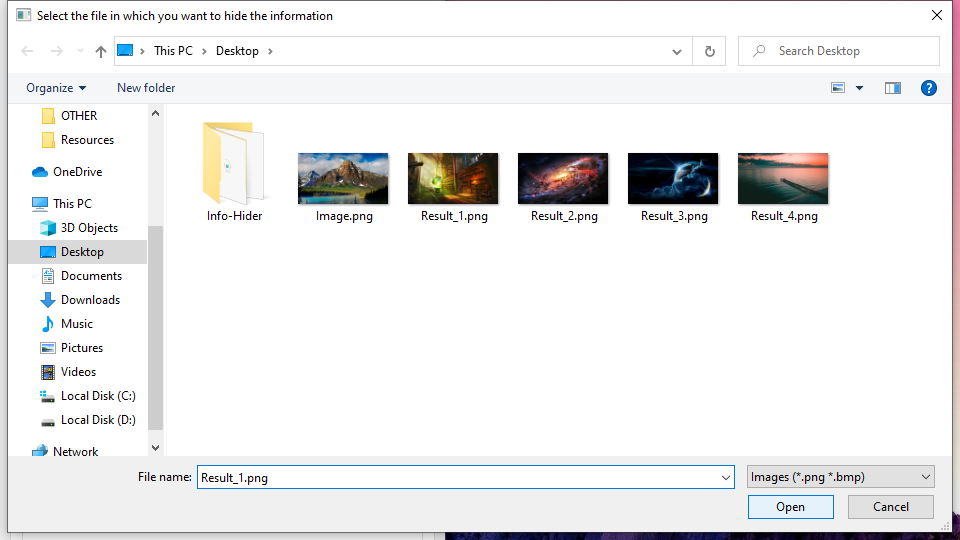 Select the file in which you want to hide the information
This PC Desktop
Search Desktop
Organize New folder
OTHER
Resources
OneDrive
This PC
3D Objects
Desktop
Documents
Downloads
Music
Pictures
Videos
Local Disk (C:)
Local Disk (D:)
Network
Info-Hider Image.png Result_1.png Result_2.png Result_3.png Result_4.png
File name: Result_1.png Images (*.png *.bmp)
Open Cancel